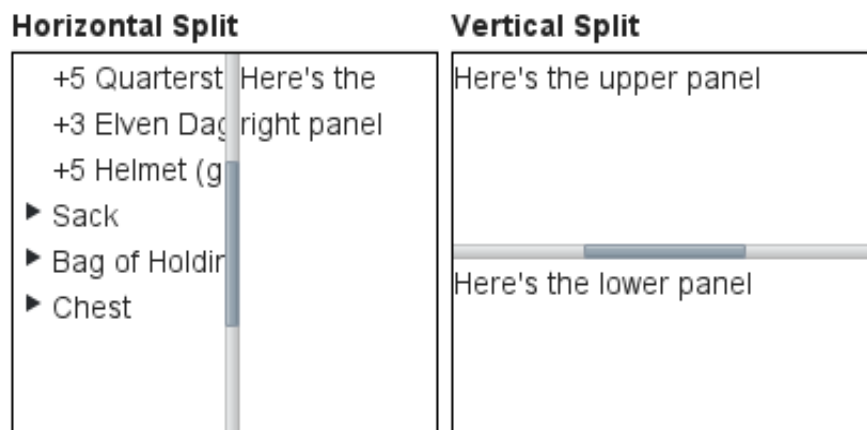 Horizontal Split
+5 Quarterst
+3 Elven Dag
+5 Helmet (g
Sack
Bag of Holdin
Chest
Here's the
right panel
Vertical Split
Here's the upper panel
Here's the lower panel